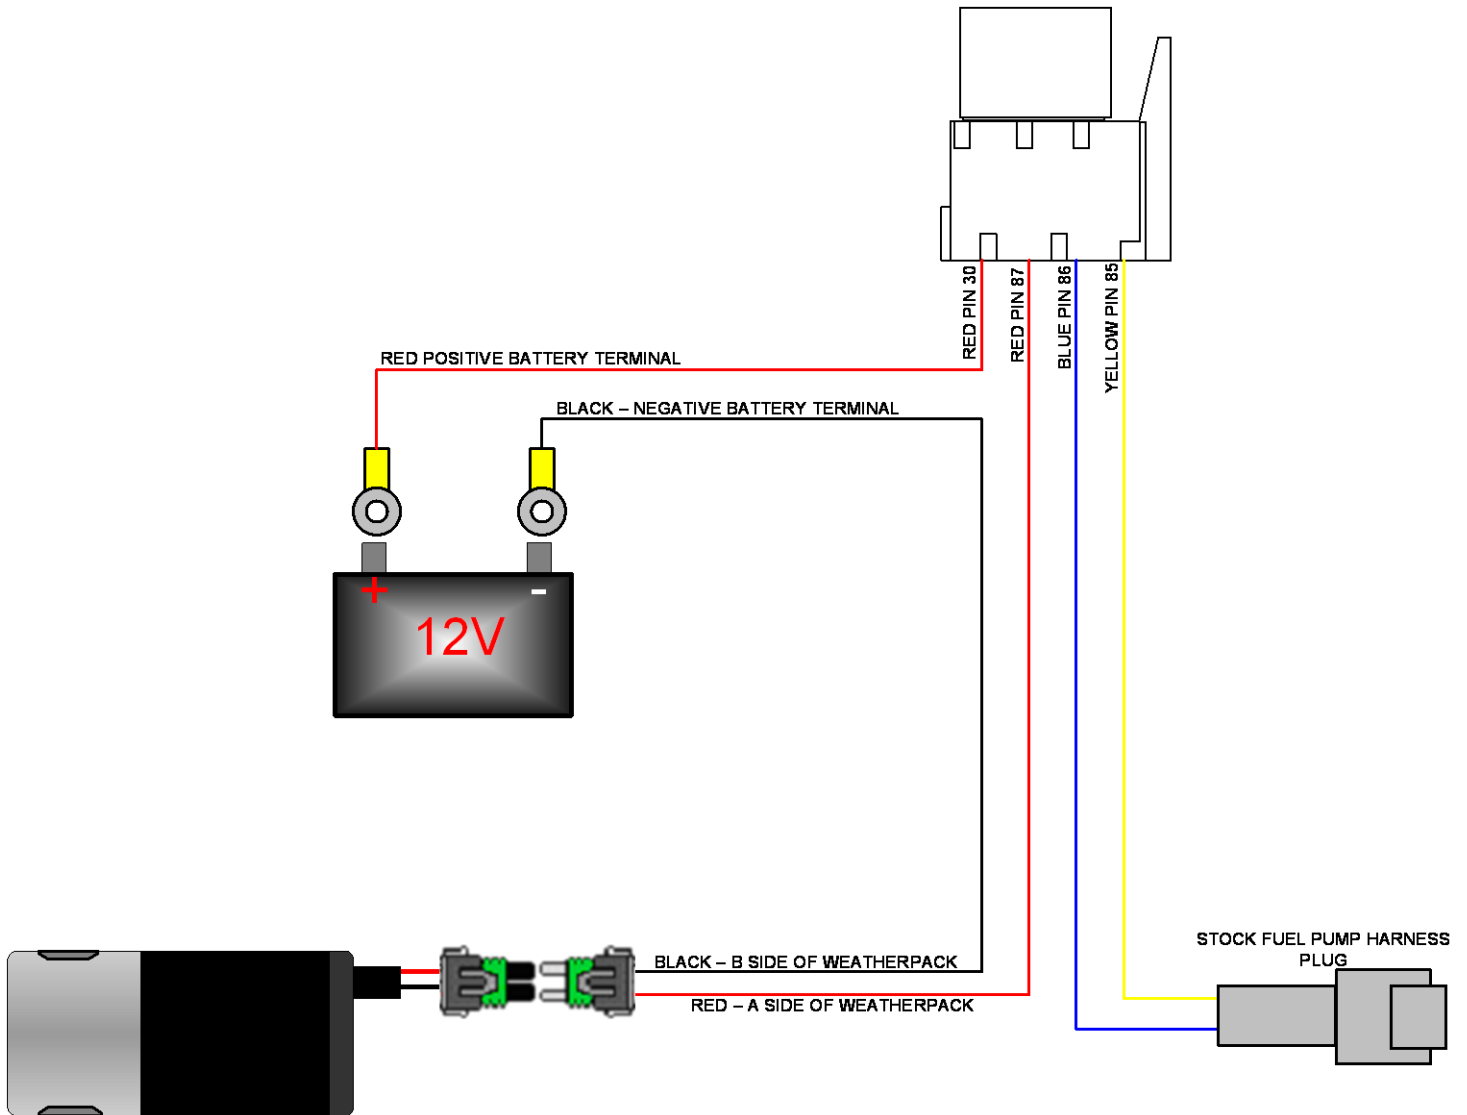 RED PIN 30
RED PIN 87
BLUE PIN 86
YELLOW PIN 85
RED POSITIVE BATTERY TERMINAL
BLACK – NEGATIVE BATTERY TERMINAL
+
-
12V
STOCK FUEL PUMP HARNESS
PLUG
BLACK – B SIDE OF WEATHERPACK
RED – A SIDE OF WEATHERPACK